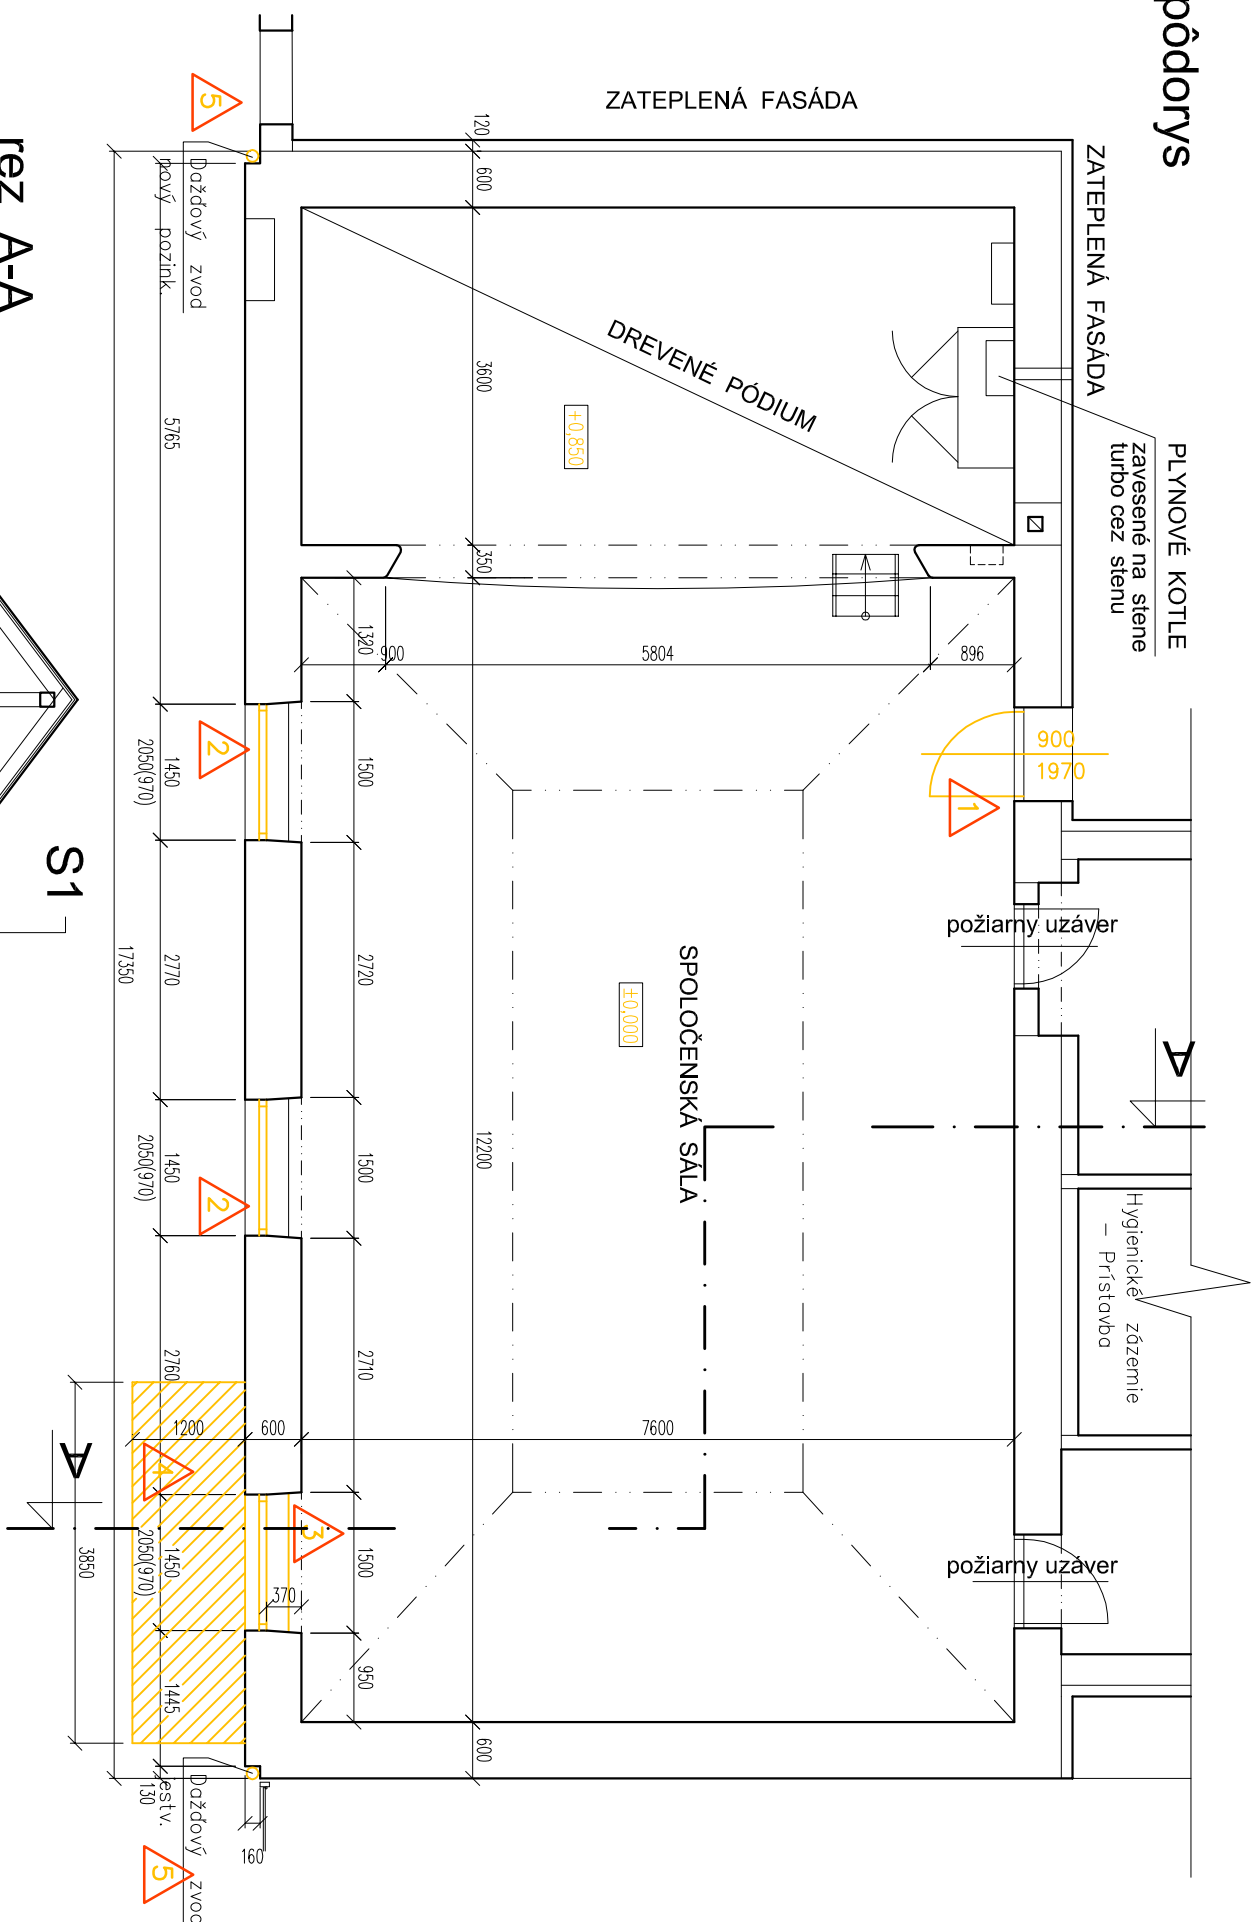 pôdorys
ZATEPLENÁ FASÁDA
ZATEPLENÁ FASÁDA
PLYNOVÉ KOTLE
zavesené na stene
turbo cez stenu
DREVENÉ PÓDIUM
+0,850
SPOLOČENSKÁ SÁLA
±0,000
požiarny uzáver
požiarny uzáver
Hygienické zázemie
– Prístavba
A
A
900
1970
1
2
2
3
4
5
5
Dažďový zvod
nový pozink.
Dažďový zvod
jestv.
rez A-A
S1
120
600
3600
350
12200
600
900
5804
896
1320
1500
2720
1500
2710
1500
950
5765
1450
2050(970)
2770
1450
2050(970)
2760
1450
2050(970)
1445
130
17350
3850
1200
600
7600
370
160